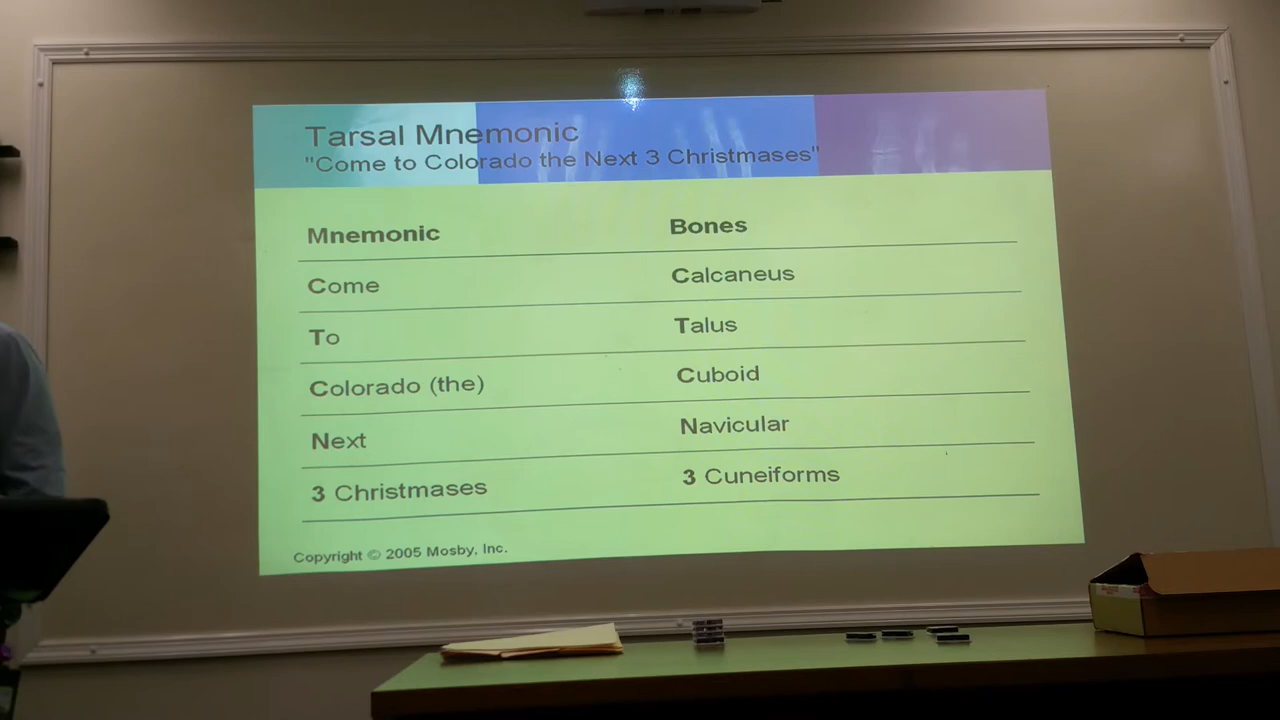 Tarsal Mnemonic
"Come to Colorado the Next 3 Christmases"
Mnemonic Bones
Come Calcaneus
To Talus
Colorado (the) Cuboid
Next Navicular
3 Christmases 3 Cuneiforms
Copyright © 2005 Mosby, Inc.